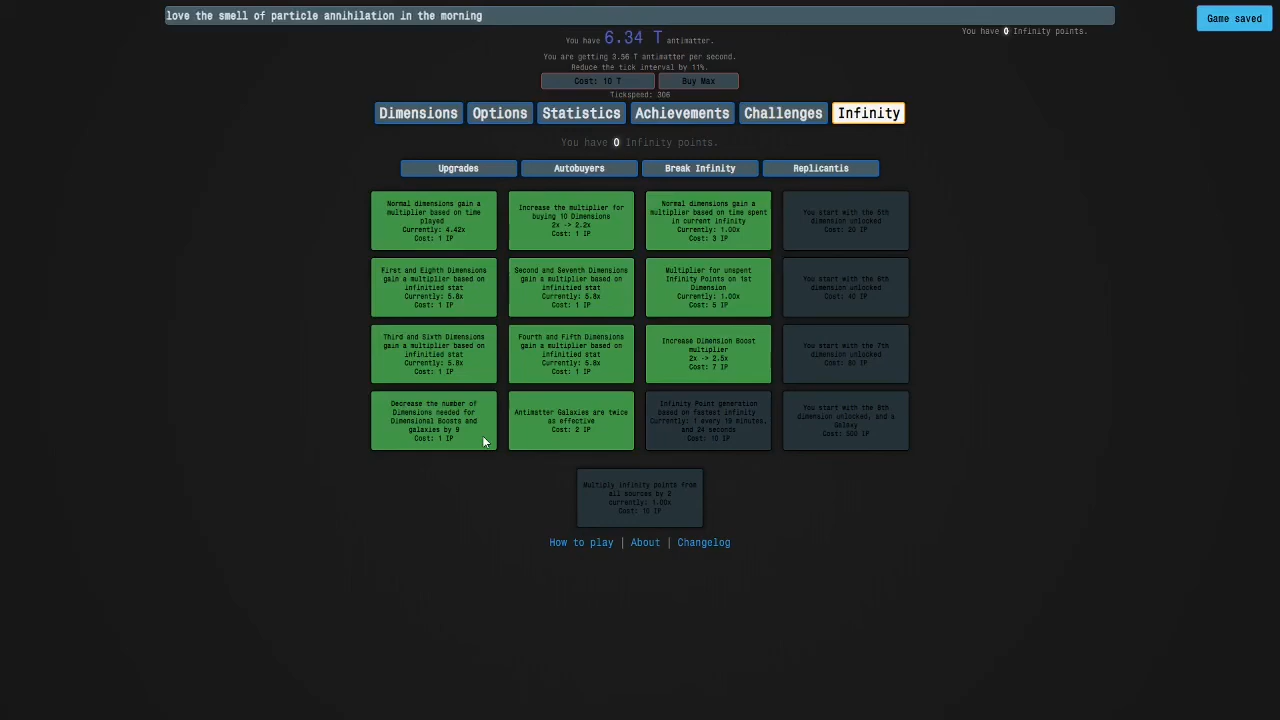 love the smell of particle annihilation in the morning
Game saved
You have 6.34 T antimatter.
You have 0 Infinity points.
You are getting 3.36 T antimatter per second.
Reduce the tick interval by 11%.
Cost: 10 T
Buy Max
Tickspeed: 306
Dimensions
Options
Statistics
Achievements
Challenges
Infinity
You have 0 Infinity points.
Upgrades
Autobuyers
Break Infinity
Replicantis
Normal dimensions gain a
multiplier based on time
played
Currently: 4.42x
Cost: 1 IP
Increase the multiplier for
buying 10 Dimensions
2x -> 2.2x
Cost: 1 IP
Normal dimensions gain a
multiplier based on time spent
in current infinity
Currently: 1.00x
Cost: 3 IP
You start with the 5th
dimension unlocked
Cost: 20 IP
First and Eighth Dimensions
gain a multiplier based on
infinitied stat
Currently: 5.8x
Cost: 1 IP
Second and Seventh Dimensions
gain a multiplier based on
infinitied stat
Currently: 5.8x
Cost: 1 IP
Multiplier for unspent
Infinity Points on 1st
Dimension
Currently: 1.00x
Cost: 5 IP
You start with the 6th
dimension unlocked
Cost: 40 IP
Third and Sixth Dimensions
gain a multiplier based on
infinitied stat
Currently: 5.8x
Cost: 1 IP
Fourth and Fifth Dimensions
gain a multiplier based on
infinitied stat
Currently: 5.8x
Cost: 1 IP
Increase Dimension Boost
multiplier
2x -> 2.5x
Cost: 7 IP
You start with the 7th
dimension unlocked
Cost: 80 IP
Decrease the number of
Dimensions needed for
Dimensional Boosts and
galaxies by 9
Cost: 1 IP
Antimatter Galaxies are twice
as effective
Cost: 2 IP
Infinity Point generation
based on fastest infinity
Currently: 1 every 19 minutes,
and 24 seconds
Cost: 10 IP
You start with the 8th
dimension unlocked, and a
Galaxy
Cost: 500 IP
Multiply infinity points from
all sources by 2
currently: 1.00x
Cost: 10 IP
How to play | About | Changelog